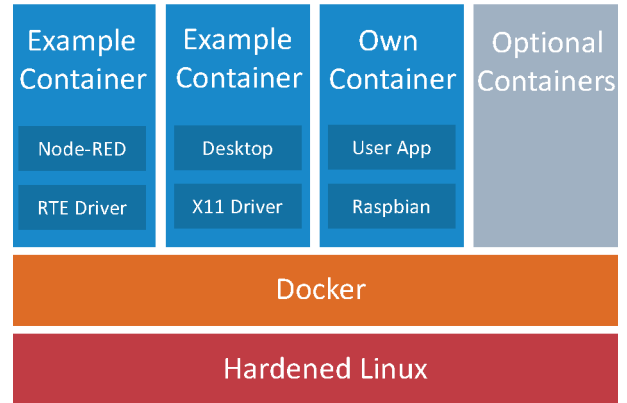 Example
Container
Node-RED
RTE Driver
Example
Container
Desktop
X11 Driver
Own
Container
User App
Raspbian
Optional
Containers
Docker
Hardened Linux